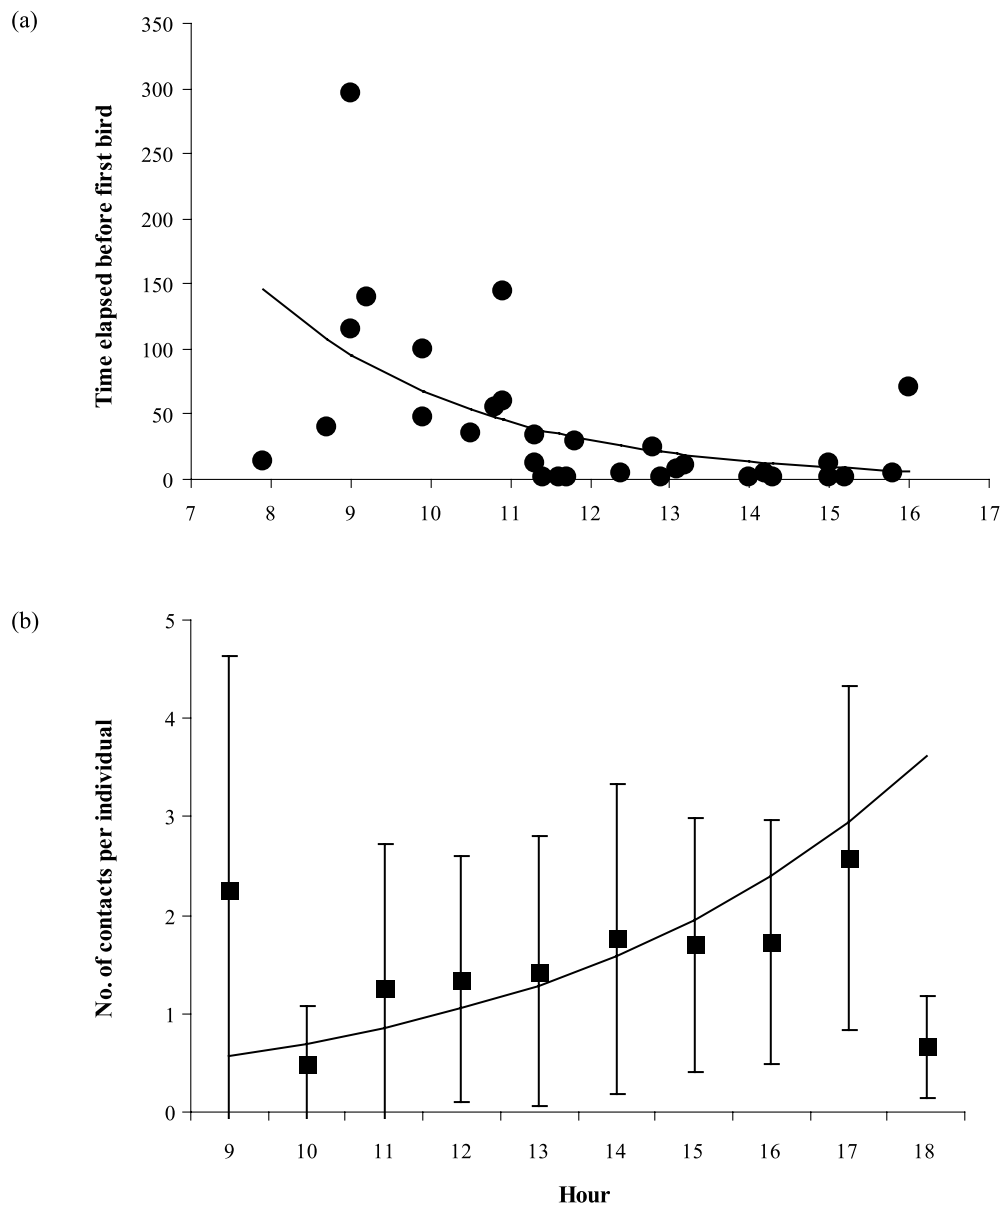 (a)
350
300
250
200
150
100
50
0
Time elapsed before first bird
7 8 9 10 11 12 13 14 15 16 17
(b)
5
4
3
2
1
0
No. of contacts per individual
9 10 11 12 13 14 15 16 17 18
Hour